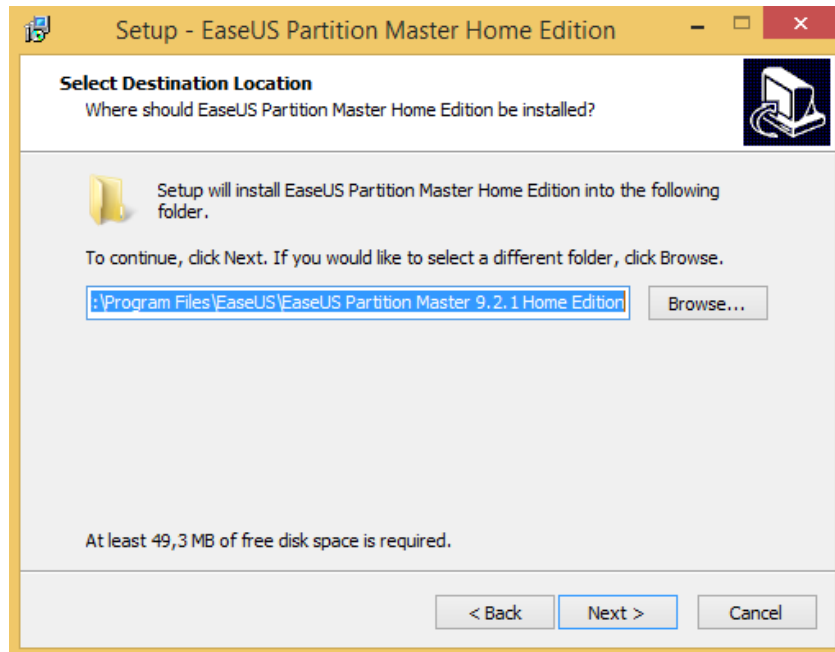 Setup - EaseUS Partition Master Home Edition
Select Destination Location
Where should EaseUS Partition Master Home Edition be installed?
Setup will install EaseUS Partition Master Home Edition into the following
folder.
To continue, click Next. If you would like to select a different folder, click Browse.
:\Program Files\EaseUS\EaseUS Partition Master 9.2.1 Home Edition
Browse...
At least 49,3 MB of free disk space is required.
< Back
Next >
Cancel